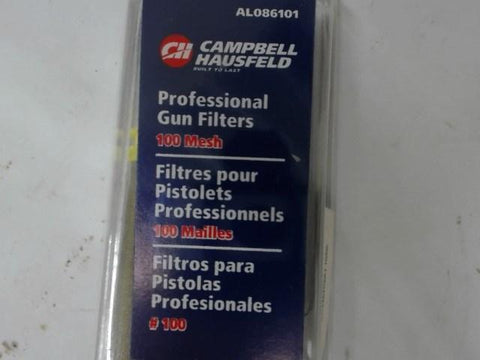 AL086101
CH CAMPBELL
HAUSFELD
BUILT TO LAST
Professional
Gun Filters
100 Mesh
Filtres pour
Pistolets
Professionnels
100 Mailles
Filtros para
Pistolas
Profesionales
# 100